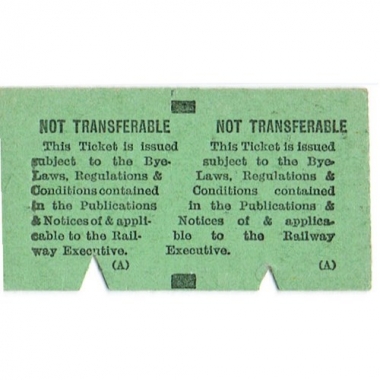 NOT TRANSFERABLE
This Ticket is issued
subject to the Bye-
Laws, Regulations &
Conditions contained
in the Publications
& Notices of & appli-
cable to the Rail-
way Executive.
(A)
NOT TRANSFERABLE
This Ticket is issued
subject to the Bye-
Laws, Regulations &
Conditions contained
in the Publications &
Notices of & applica-
ble to the Railway
Executive.
(A)